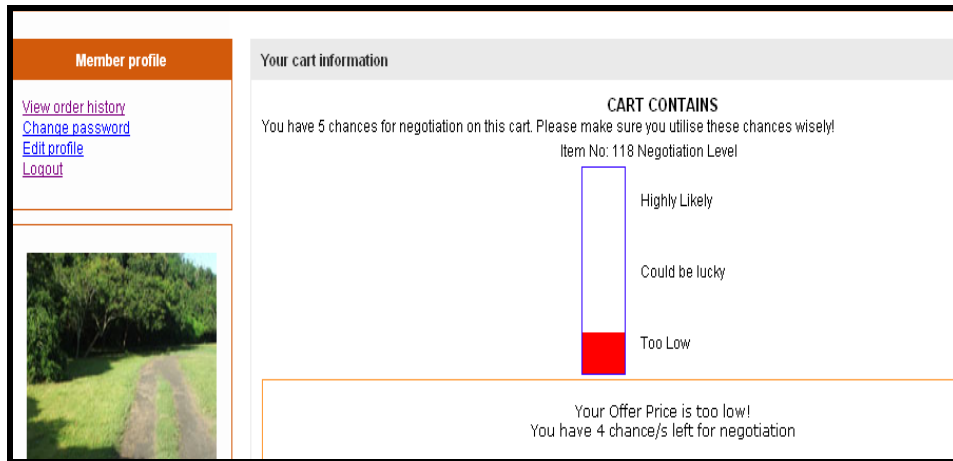 Member profile
View order history
Change password
Edit profile
Logout
Your cart information
CART CONTAINS
You have 5 chances for negotiation on this cart. Please make sure you utilise these chances wisely!
Item No: 118 Negotiation Level
Highly Likely
Could be lucky
Too Low
Your Offer Price is too low!
You have 4 chance/s left for negotiation